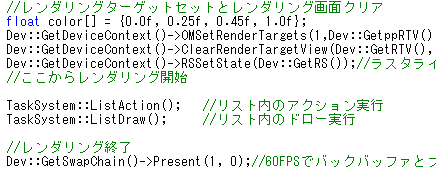 //レンダリングターゲットセットとレンダリング画面クリア
float color[] = {0.0f, 0.25f, 0.45f, 1.0f};
Dev::GetDeviceContext()->OMSetRenderTargets(1,Dev::GetppRTV()
Dev::GetDeviceContext()->ClearRenderTargetView(Dev::GetRTV(),
Dev::GetDeviceContext()->RSSetState(Dev::GetRS());//ラスタライ
//ここからレンダリング開始
TaskSystem::ListAction(); //リスト内のアクション実行
TaskSystem::ListDraw(); //リスト内のドロー実行
//レンダリング終了
Dev::GetSwapChain()->Present(1, 0);//60FPSでバックバッファとフ